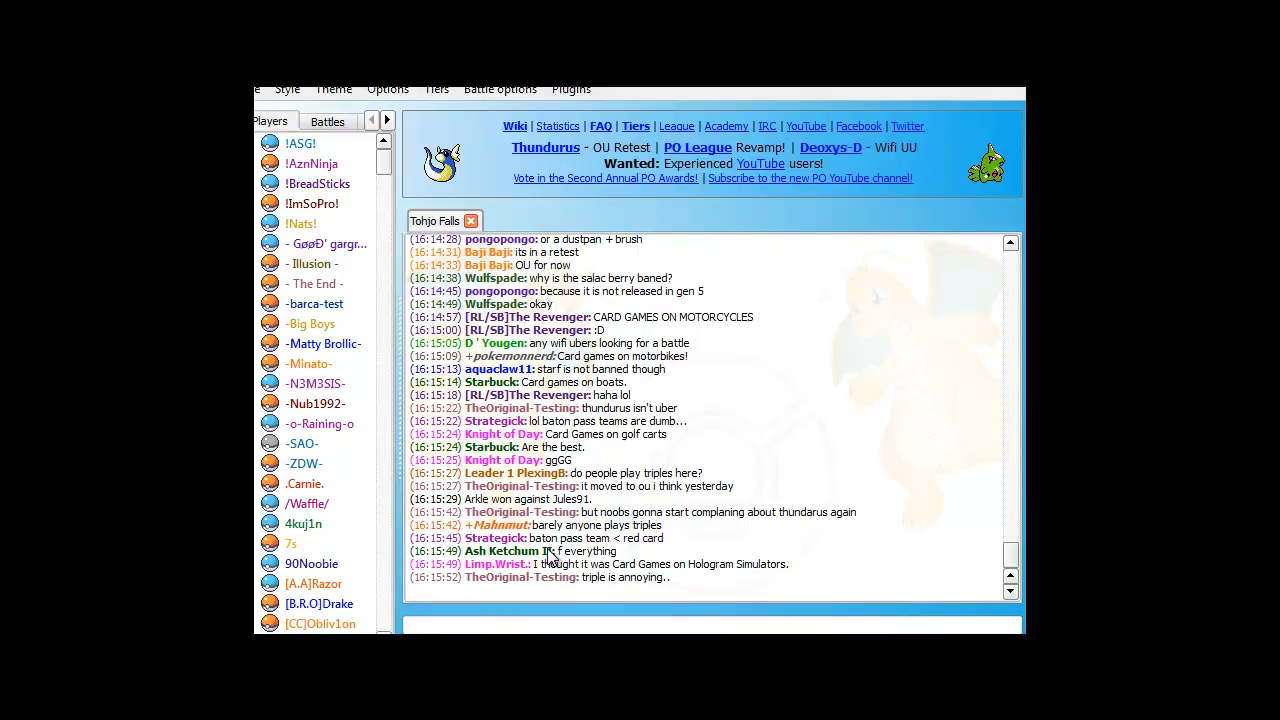 e Style Theme Options Tiers Battle options Plugins
Players Battles
!ASG!
!AznNinja
!BreadSticks
!ImSoPro!
!Nats!
- GøøÐ' gargr...
- Illusion -
- The End -
-barca-test
-Big Boys
-Matty Brollic-
-Minato-
-N3M3SIS-
-Nub1992-
-o-Raining-o
-SAO-
-ZDW-
.Carnie.
/Waffle/
4kuj1n
7s
90Noobie
[A.A]Razor
[B.R.O]Drake
[CC]Obliv1on
Wiki | Statistics | FAQ | Tiers | League | Academy | IRC | YouTube | Facebook | Twitter
Thundurus - OU Retest | PO League Revamp! | Deoxys-D - Wifi UU
Wanted: Experienced YouTube users!
Vote in the Second Annual PO Awards! | Subscribe to the new PO YouTube channel!
Tohjo Falls
(16:14:28) pongopongo: or a dustpan + brush
(16:14:31) Baji Baji: its in a retest
(16:14:33) Baji Baji: OU for now
(16:14:38) Wulfspade: why is the salac berry baned?
(16:14:45) pongopongo: because it is not released in gen 5
(16:14:49) Wulfspade: okay
(16:14:57) [RL/SB]The Revenger: CARD GAMES ON MOTORCYCLES
(16:15:00) [RL/SB]The Revenger: :D
(16:15:05) D ' Yougen: any wifi ubers looking for a battle
(16:15:09) +pokemonnerd: Card games on motorbikes!
(16:15:13) aquaclaw11: starf is not banned though
(16:15:14) Starbuck: Card games on boats.
(16:15:18) [RL/SB]The Revenger: haha lol
(16:15:22) TheOriginal-Testing: thundurus isn't uber
(16:15:22) Strategick: lol baton pass teams are dumb...
(16:15:24) Knight of Day: Card Games on golf carts
(16:15:24) Starbuck: Are the best.
(16:15:25) Knight of Day: ggGG
(16:15:27) Leader 1 PlexingB: do people play triples here?
(16:15:27) TheOriginal-Testing: it moved to ou i think yesterday
(16:15:29) Arkle won against Jules91.
(16:15:42) TheOriginal-Testing: but noobs gonna start complaning about thundarus again
(16:15:42) +Mahnmut: barely anyone plays triples
(16:15:45) Strategick: baton pass team < red card
(16:15:49) Ash Ketchum f everything
(16:15:49) Limp.Wrist.: I thought it was Card Games on Hologram Simulators.
(16:15:52) TheOriginal-Testing: triple is annoying..